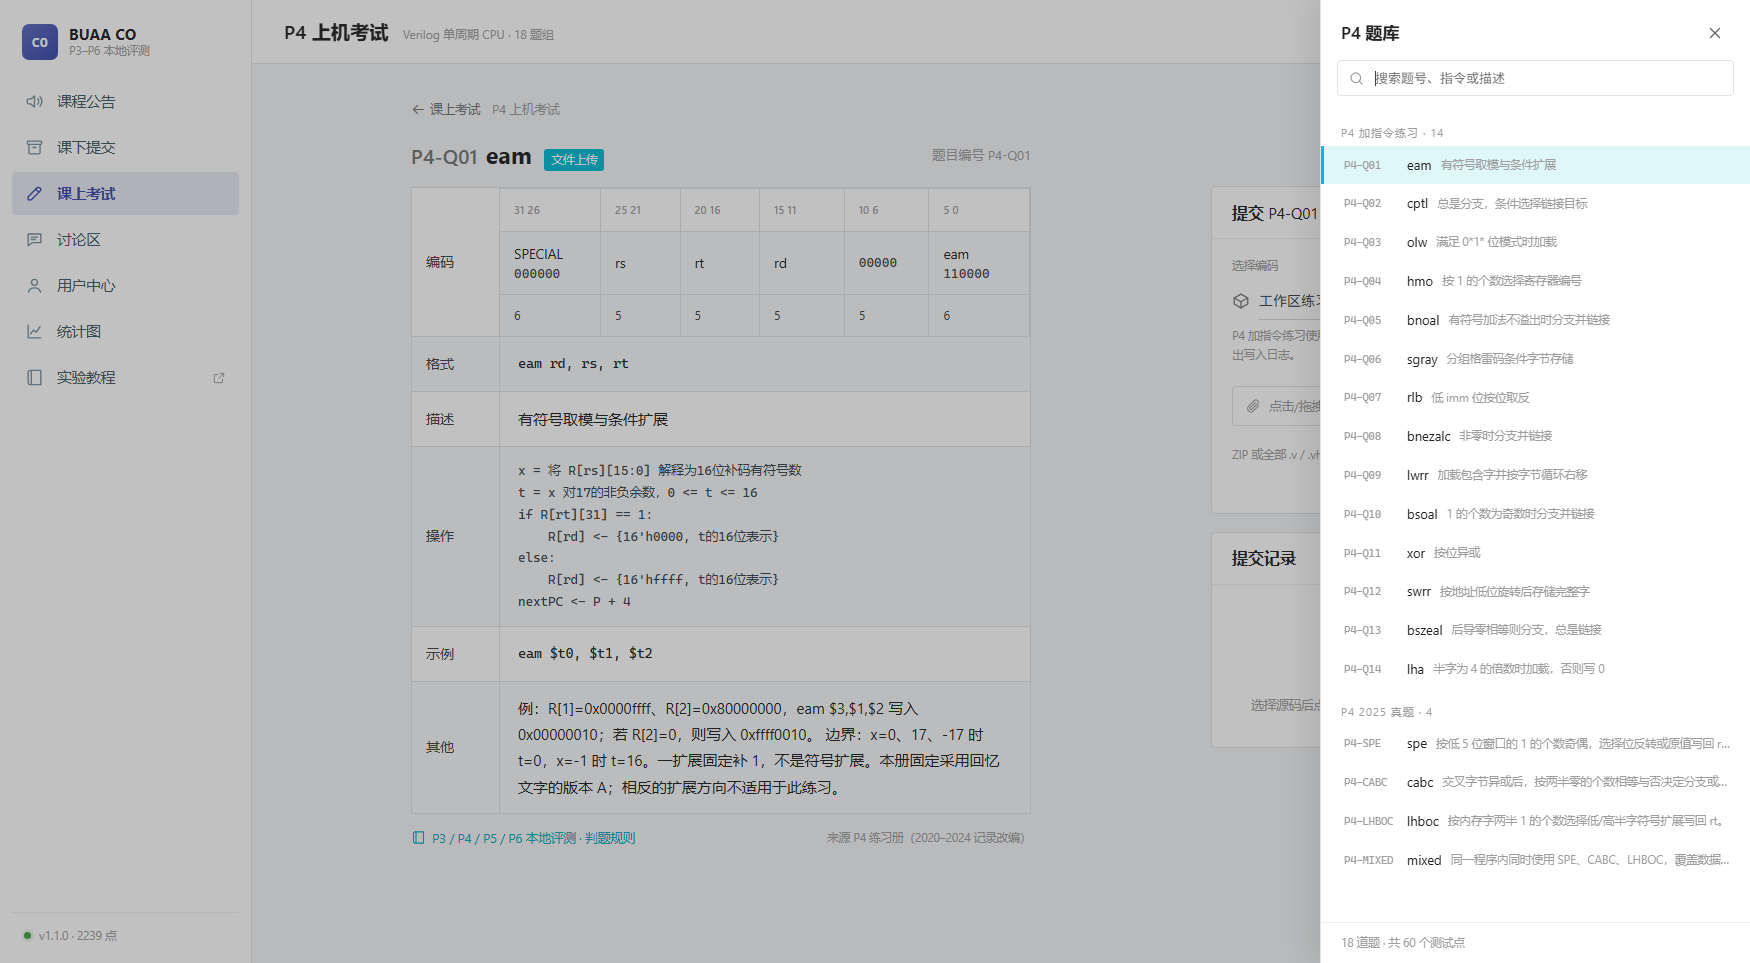 CO
BUAA CO
P3–P6 本地评测
课程公告
课下提交
课上考试
讨论区
用户中心
统计图
实验教程
v1.1.0 · 2239 点
P4 上机考试
Verilog 单周期 CPU · 18 题组
← 课上考试 P4 上机考试
P4-Q01 eam 文件上传
题目编号 P4-Q01
编码
31 26 25 21 20 16 15 11 10 6 5 0
SPECIAL 000000 rs rt rd 00000 eam 110000
6 5 5 5 5 6
格式 eam rd, rs, rt
描述 有符号取模与条件扩展
操作
x = 将 R[rs][15:0] 解释为16位补码有符号数
t = x 对17的非负余数，0 <= t <= 16
if R[rt][31] == 1:
    R[rd] <- {16'h0000, t的16位表示}
else:
    R[rd] <- {16'hffff, t的16位表示}
nextPC <- P + 4
示例 eam $t0, $t1, $t2
其他
例：R[1]=0x0000ffff、R[2]=0x80000000，eam $3,$1,$2 写入
0x00000010；若 R[2]=0，则写入 0xffff0010。 边界：x=0、17、-17 时
t=0，x=-1 时 t=16。一扩展固定补 1，不是符号扩展。本册固定采用回忆
文字的版本 A；相反的扩展方向不适用于此练习。
P3 / P4 / P5 / P6 本地评测 · 判题规则
来源 P4 练习册（2020–2024 记录改编）
提交 P4-Q01
选择编码
工作区练
P4 加指令练习使
出写入日志。
点击/拖
ZIP 或全部 .v / .v
提交记录
选择源码后
P4 题库
搜索题号、指令或描述
P4 加指令练习 · 14
P4-Q01 eam 有符号取模与条件扩展
P4-Q02 cptl 总是分支，条件选择链接目标
P4-Q03 olw 满足 0*1* 位模式时加载
P4-Q04 hmo 按 1 的个数选择寄存器编号
P4-Q05 bnoal 有符号加法不溢出时分支并链接
P4-Q06 sgray 分组格雷码条件字节存储
P4-Q07 rlb 低 imm 位按位取反
P4-Q08 bnezalc 非零时分支并链接
P4-Q09 lwrr 加载包含字并按字节循环右移
P4-Q10 bsoal 1 的个数为奇数时分支并链接
P4-Q11 xor 按位异或
P4-Q12 swrr 按地址低位旋转后存储完整字
P4-Q13 bszeal 后导零相等则分支，总是链接
P4-Q14 lha 半字为 4 的倍数时加载，否则写 0
P4 2025 真题 · 4
P4-SPE spe 按低 5 位窗口的 1 的个数奇偶，选择位反转或原值写回 r...
P4-CABC cabc 交叉字节异或后，按两半零的个数相等与否决定分支或...
P4-LHBOC lhboc 按内存字两半 1 的个数选择低/高半字符号扩展写回 rt。
P4-MIXED mixed 同一程序内同时使用 SPE、CABC、LHBOC，覆盖数据...
18 道题 · 共 60 个测试点